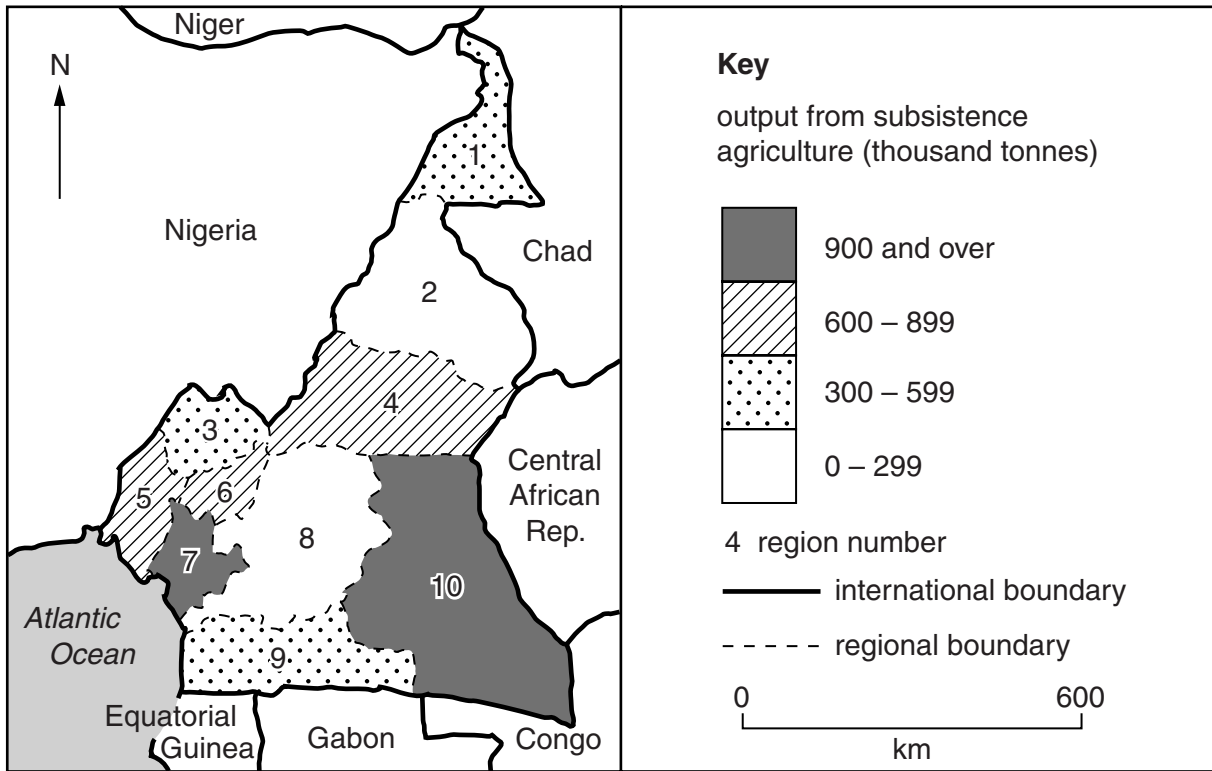 Niger
N
1
Nigeria
Chad
2
4
3
Central
African
Rep.
5
6
8
7
10
Atlantic
Ocean
9
Equatorial
Guinea
Gabon
Congo
Key
output from subsistence
agriculture (thousand tonnes)
900 and over
600 – 899
300 – 599
0 – 299
4 region number
international boundary
regional boundary
0 600
km